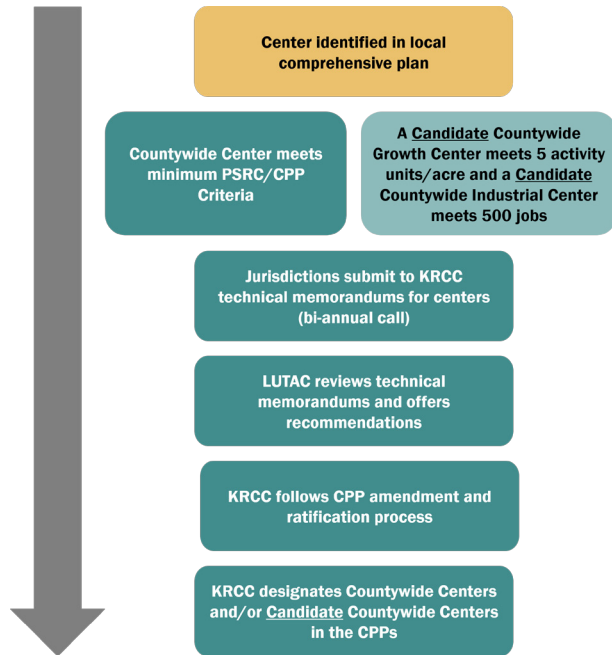 Center identified in local
comprehensive plan
Countywide Center meets
minimum PSRC/CPP
Criteria
A Candidate Countywide
Growth Center meets 5 activity
units/acre and a Candidate
Countywide Industrial Center
meets 500 jobs
Jurisdictions submit to KRCC
technical memorandums for centers
(bi-annual call)
LUTAC reviews technical
memorandums and offers
recommendations
KRCC follows CPP amendment and
ratification process
KRCC designates Countywide Centers
and/or Candidate Countywide Centers
in the CPPs